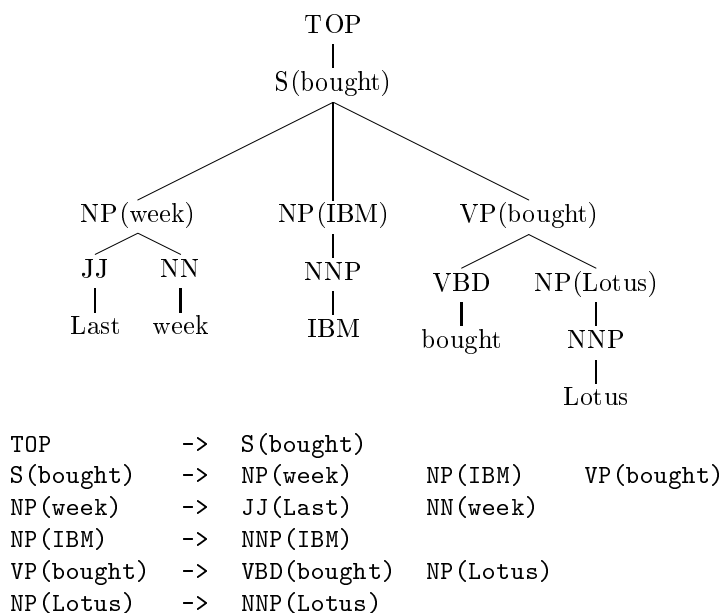 TOP
S(bought)
NP(week) NP(IBM) VP(bought)
JJ NN NNP VBD NP(Lotus)
Last week IBM bought NNP
Lotus
TOP -> S(bought)
S(bought) -> NP(week) NP(IBM) VP(bought)
NP(week) -> JJ(Last) NN(week)
NP(IBM) -> NNP(IBM)
VP(bought) -> VBD(bought) NP(Lotus)
NP(Lotus) -> NNP(Lotus)